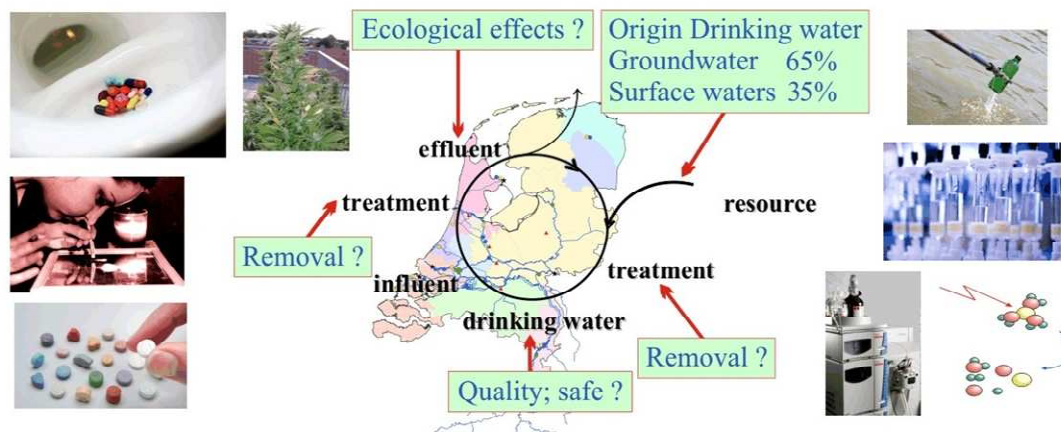 Ecological effects ?
Origin Drinking water
Groundwater 65%
Surface waters 35%
effluent
treatment
resource
Removal ?
influent
treatment
drinking water
Removal ?
Quality; safe ?